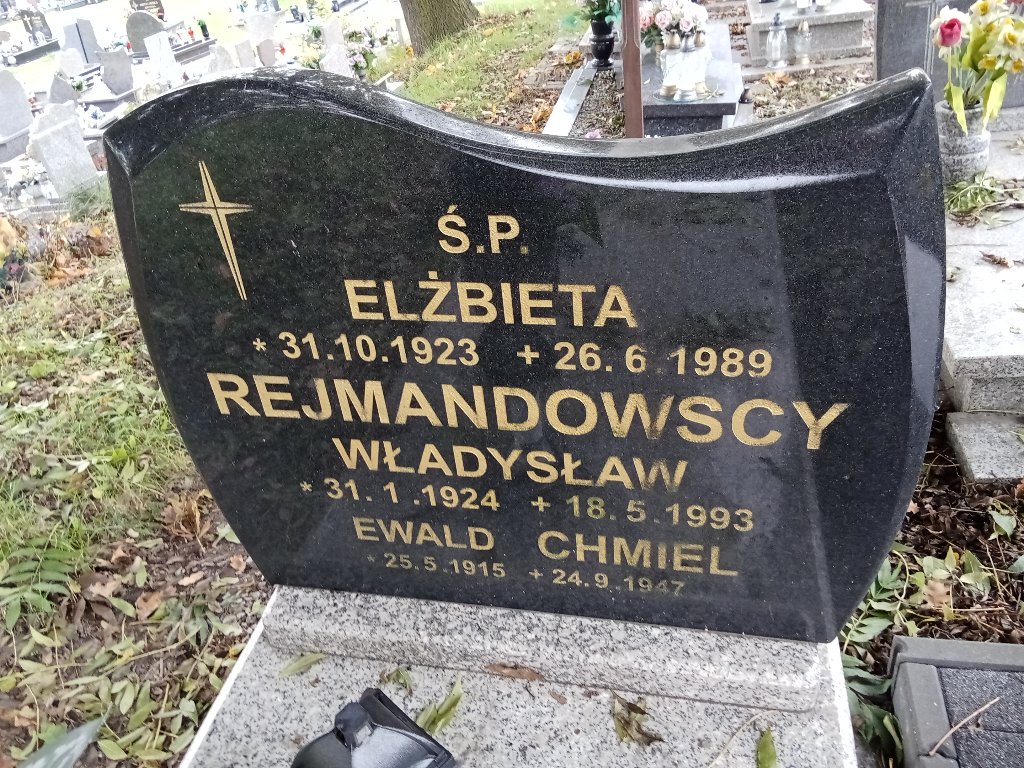 Ś.P.
ELŻBIETA
* 31.10.1923 + 26.6.1989
REJMANDOWSCY
WŁADYSŁAW
* 31.1.1924 + 18.5.1993
EWALD CHMIEL
* 25.5.1915 + 24.9.1947